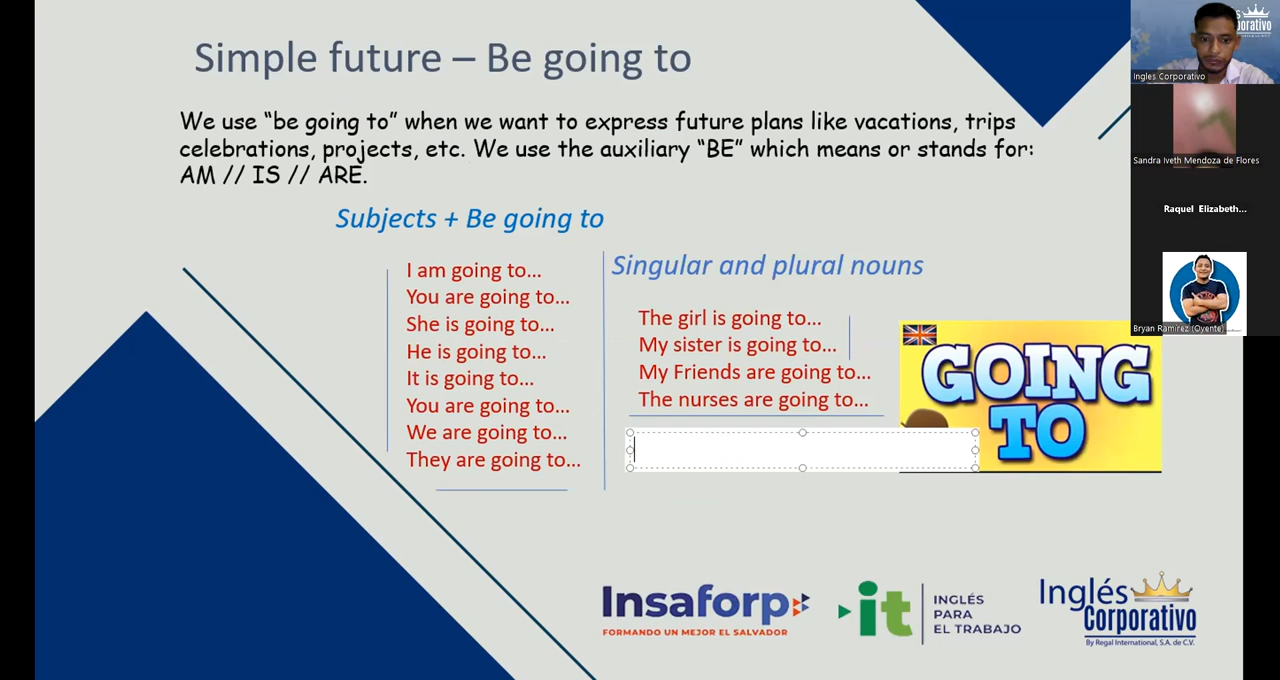 Simple future – Be going to
We use “be going to” when we want to express future plans like vacations, trips
celebrations, projects, etc. We use the auxiliary “BE” which means or stands for:
AM // IS // ARE.
Subjects + Be going to
I am going to...
You are going to...
She is going to...
He is going to...
It is going to...
You are going to...
We are going to...
They are going to...
Singular and plural nouns
The girl is going to...
My sister is going to...
My Friends are going to...
The nurses are going to...
GOING
TO
Insaforp
FORMANDO UN MEJOR EL SALVADOR
it
INGLÉS
PARA
EL TRABAJO
Inglés
Corporativo
By Regal International, S.A. de C.V.
Ingles Corporativo
Sandra Iveth Mendoza de Flores
Raquel Elizabeth...
Bryan Ramírez (Oyente)